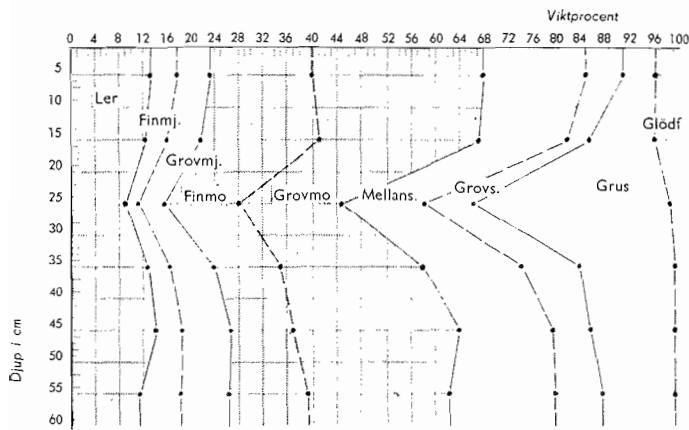 Viktprocent
0 4 8 12 16 20 24 28 32 36 40 44 48 52 56 60 64 68 72 76 80 84 88 92 96 100
5
10
Ler
Glödf
Finmj.
15
Grovmj.
20
Finmo Grovmo Mellans. Grovs. Grus
25
30
35
40
45
50
55
60
Djup i cm